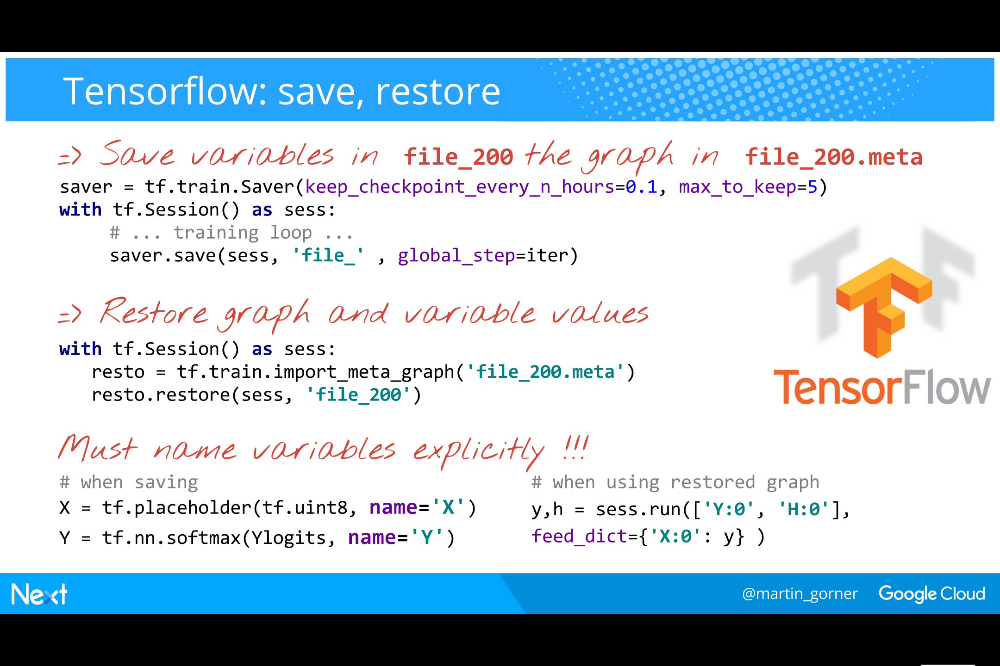 Tensorflow: save, restore
=> Save variables in file_200 the graph in file_200.meta
saver = tf.train.Saver(keep_checkpoint_every_n_hours=0.1, max_to_keep=5)
with tf.Session() as sess:
# ... training loop ...
saver.save(sess, 'file_' , global_step=iter)
=> Restore graph and variable values
with tf.Session() as sess:
resto = tf.train.import_meta_graph('file_200.meta')
resto.restore(sess, 'file_200')
TensorFlow
Must name variables explicitly !!!
# when saving
X = tf.placeholder(tf.uint8, name='X')
Y = tf.nn.softmax(Ylogits, name='Y')
# when using restored graph
y,h = sess.run(['Y:0', 'H:0'],
feed_dict={'X:0': y} )
Next
@martin_gorner Google Cloud